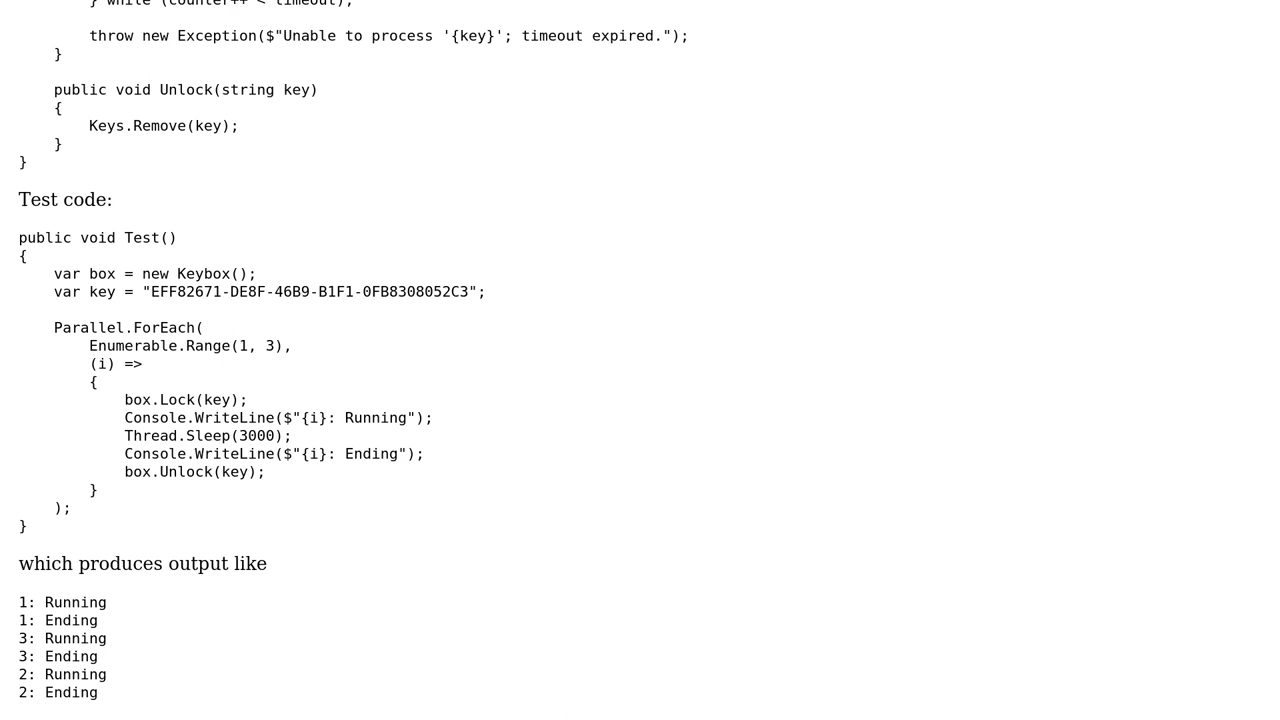 } while (counter++ < timeout);

        throw new Exception($"Unable to process '{key}'; timeout expired.");
    }

    public void Unlock(string key)
    {
        Keys.Remove(key);
    }
}
Test code:
public void Test()
{
    var box = new Keybox();
    var key = "EFF82671-DE8F-46B9-B1F1-0FB8308052C3";

    Parallel.ForEach(
        Enumerable.Range(1, 3),
        (i) =>
        {
            box.Lock(key);
            Console.WriteLine($"{i}: Running");
            Thread.Sleep(3000);
            Console.WriteLine($"{i}: Ending");
            box.Unlock(key);
        }
    );
}
which produces output like
1: Running
1: Ending
3: Running
3: Ending
2: Running
2: Ending